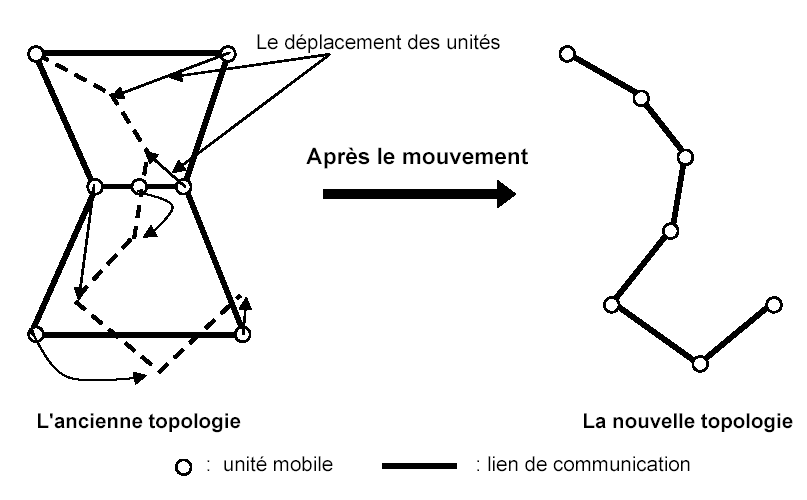 Le déplacement des unités
Après le mouvement
L'ancienne topologie
La nouvelle topologie
: unité mobile
: lien de communication